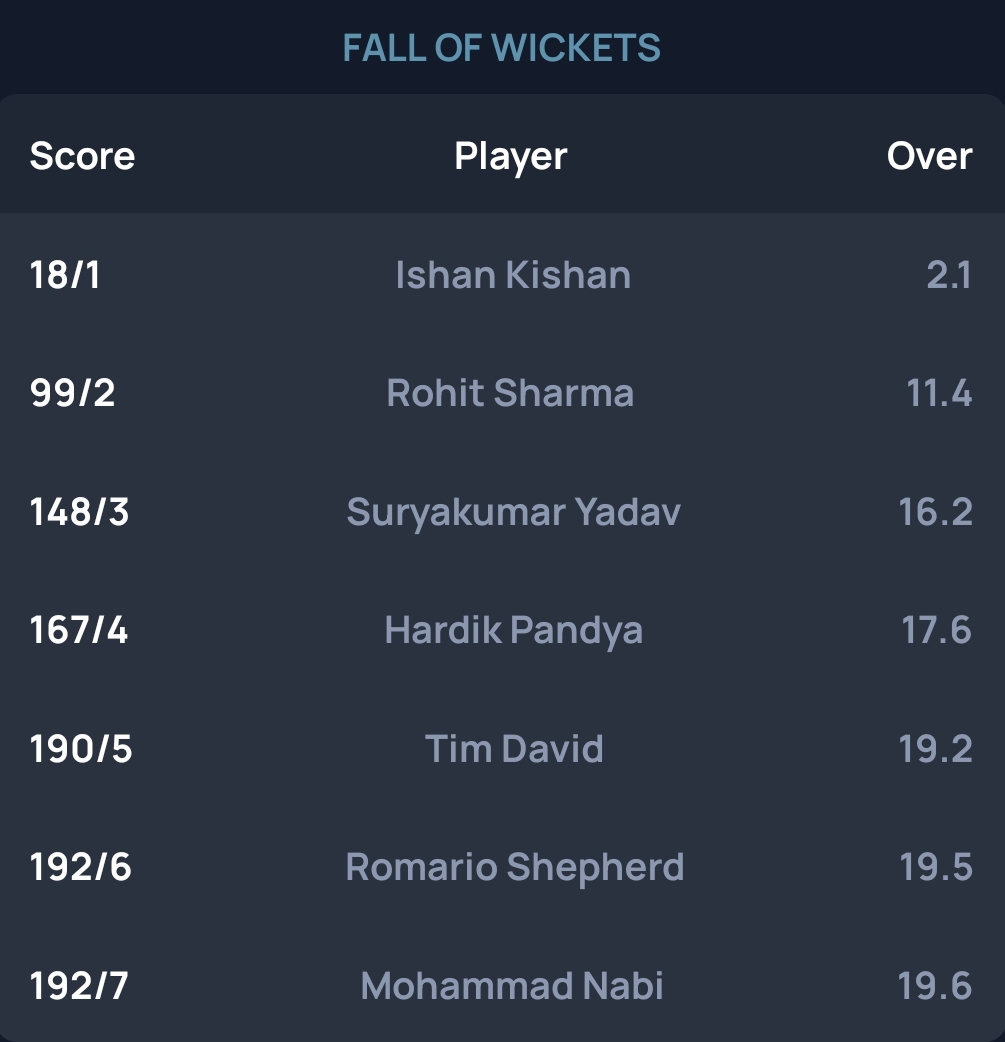 FALL OF WICKETS
Score Player Over
18/1 Ishan Kishan 2.1
99/2 Rohit Sharma 11.4
148/3 Suryakumar Yadav 16.2
167/4 Hardik Pandya 17.6
190/5 Tim David 19.2
192/6 Romario Shepherd 19.5
192/7 Mohammad Nabi 19.6